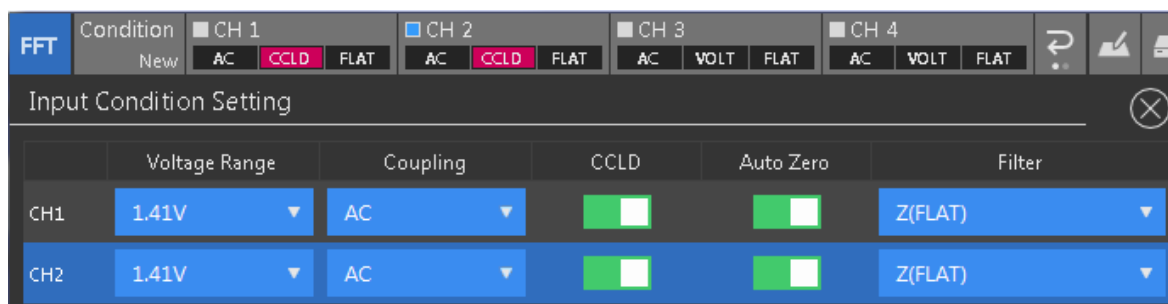 FFT Condition CH 1 CH 2 CH 3 CH 4
New AC CCLD FLAT AC CCLD FLAT AC VOLT FLAT AC VOLT FLAT
Input Condition Setting
Voltage Range Coupling CCLD Auto Zero Filter
CH1 1.41V AC Z(FLAT)
CH2 1.41V AC Z(FLAT)